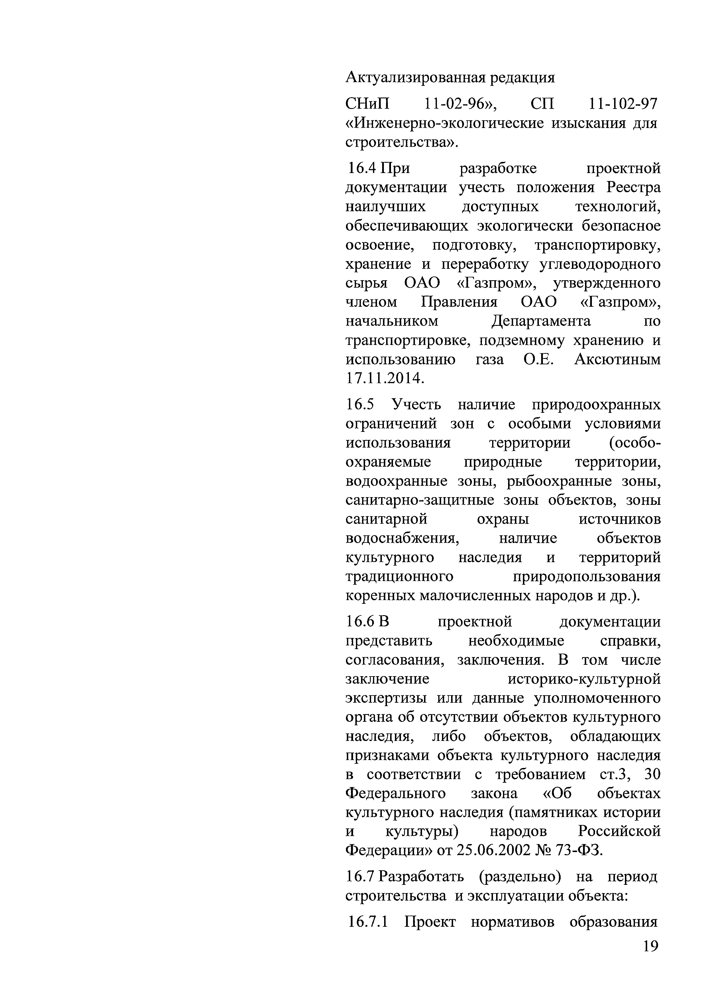 Актуализированная редакция
СНиП 11-02-96», СП 11-102-97
«Инженерно-экологические изыскания для
строительства».
16.4 При разработке проектной
документации учесть положения Реестра
наилучших доступных технологий,
обеспечивающих экологически безопасное
освоение, подготовку, транспортировку,
хранение и переработку углеводородного
сырья ОАО «Газпром», утвержденного
членом Правления ОАО «Газпром»,
начальником Департамента по
транспортировке, подземному хранению и
использованию газа О.Е. Аксютиным
17.11.2014.
16.5 Учесть наличие природоохранных
ограничений зон с особыми условиями
использования территории (особо-
охраняемые природные территории,
водоохранные зоны, рыбоохранные зоны,
санитарно-защитные зоны объектов, зоны
санитарной охраны источников
водоснабжения, наличие объектов
культурного наследия и территорий
традиционного природопользования
коренных малочисленных народов и др.).
16.6 В проектной документации
представить необходимые справки,
согласования, заключения. В том числе
заключение историко-культурной
экспертизы или данные уполномоченного
органа об отсутствии объектов культурного
наследия, либо объектов, обладающих
признаками объекта культурного наследия
в соответствии с требованием ст.3, 30
Федерального закона «Об объектах
культурного наследия (памятниках истории
и культуры) народов Российской
Федерации» от 25.06.2002 № 73-ФЗ.
16.7 Разработать (раздельно) на период
строительства и эксплуатации объекта:
16.7.1 Проект нормативов образования
19